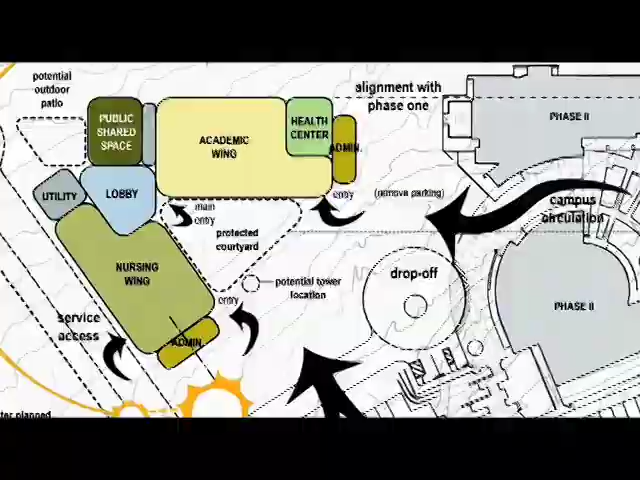 potential
outdoor
patio
alignment with
phase one
PUBLIC
SHARED
SPACE
ACADEMIC
WING
HEALTH
CENTER
ADMIN.
PHASE II
UTILITY
LOBBY
main
entry
entry
(remove parking)
campus
circulation
protected
courtyard
NURSING
WING
potential tower
location
drop-off
entry
service
access
ADMIN.
PHASE II
ter planned